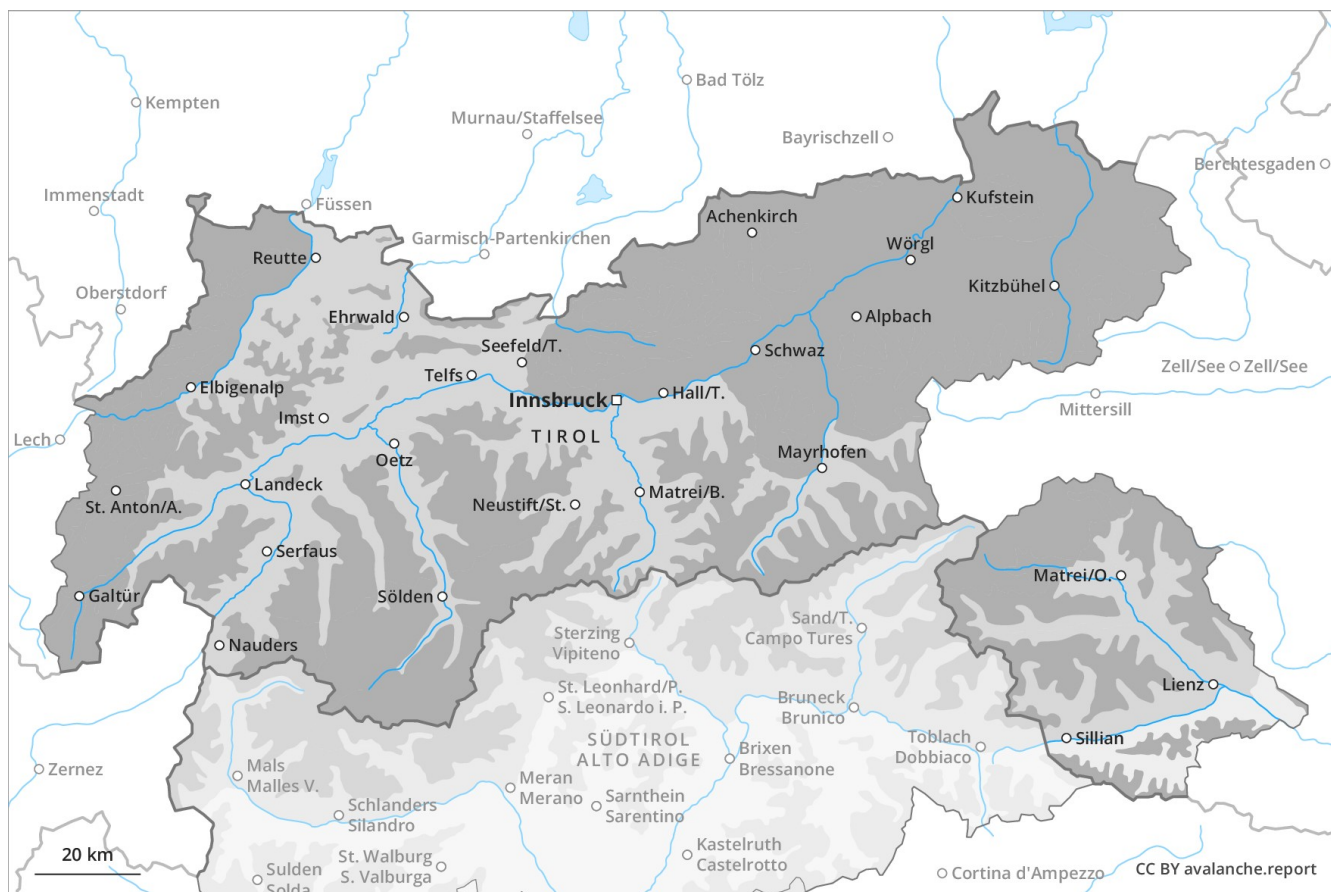 Bad Tölz
Kempten
Murnau/Staffelsee
Bayrischzell
Berchtesgaden
Immenstadt
Füssen
Kufstein
Achenkirch
Garmisch-Partenkirchen
Wörgl
Reutte
Kitzbühel
Oberstdorf
Ehrwald
Alpbach
Seefeld/T.
Schwaz
Zell/See
Zell/See
Telfs
Elbigenalp
Hall/T.
Innsbruck
Mittersill
Imst
Lech
TIROL
Oetz
Mayrhofen
Landeck
Matrei/B.
St. Anton/A.
Neustift/St.
Serfaus
Matrei/O.
Galtür
Sölden
Sand/T.
Campo Tures
Sterzing
Vipiteno
Nauders
Lienz
St. Leonhard/P.
S. Leonardo i. P.
Bruneck
Brunico
SÜDTIROL
ALTO ADIGE
Toblach
Dobbiaco
Sillian
Brixen
Bressanone
Zernez
Mals
Malles V.
Meran
Merano
Sarnthein
Sarentino
Schlanders
Silandro
Kastelruth
Castelrotto
20 km
St. Walburg
S. Valburga
Sulden
Solda
Cortina d'Ampezzo
CC BY avalanche.report